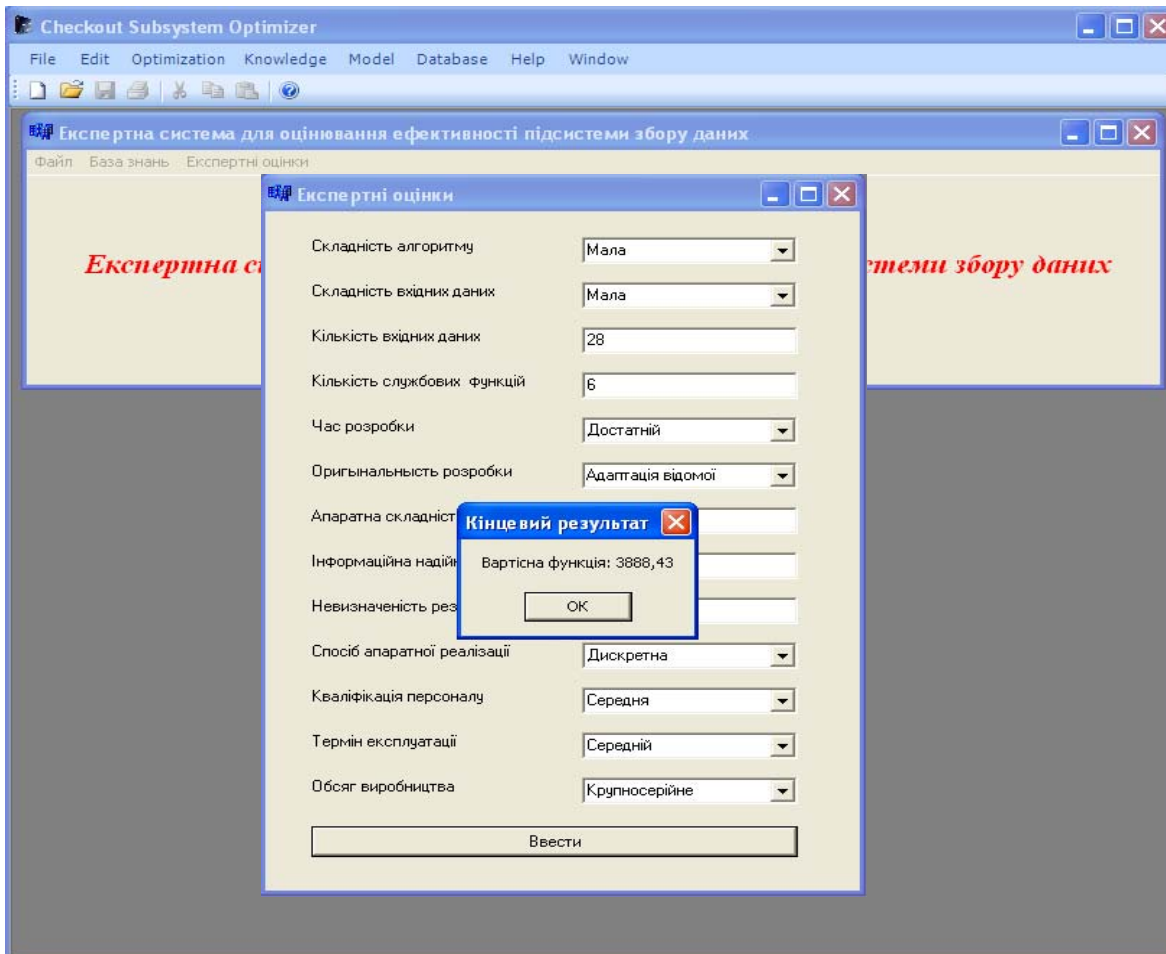 Checkout Subsystem Optimizer
File Edit Optimization Knowledge Model Database Help Window
Експертна система для оцінювання ефективності підсистеми збору даних
Файл База знань Експертні оцінки
Експертні оцінки
Експертна си
стеми збору даних
Складність алгоритму Мала
Складність вхідних даних Мала
Кількість вхідних даних 28
Кількість службових функцій 6
Час розробки Достатній
Оригынальнысть розробки Адаптація відомої
Апаратна складніст
Кінцевий результат
Інформаційна надійн
Вартісна функція: 3888,43
Невизначеність рез
OK
Спосіб апаратної реалізації Дискретна
Кваліфікація персоналу Середня
Термін експлуатації Середній
Обсяг виробництва Крупносерійне
Ввести